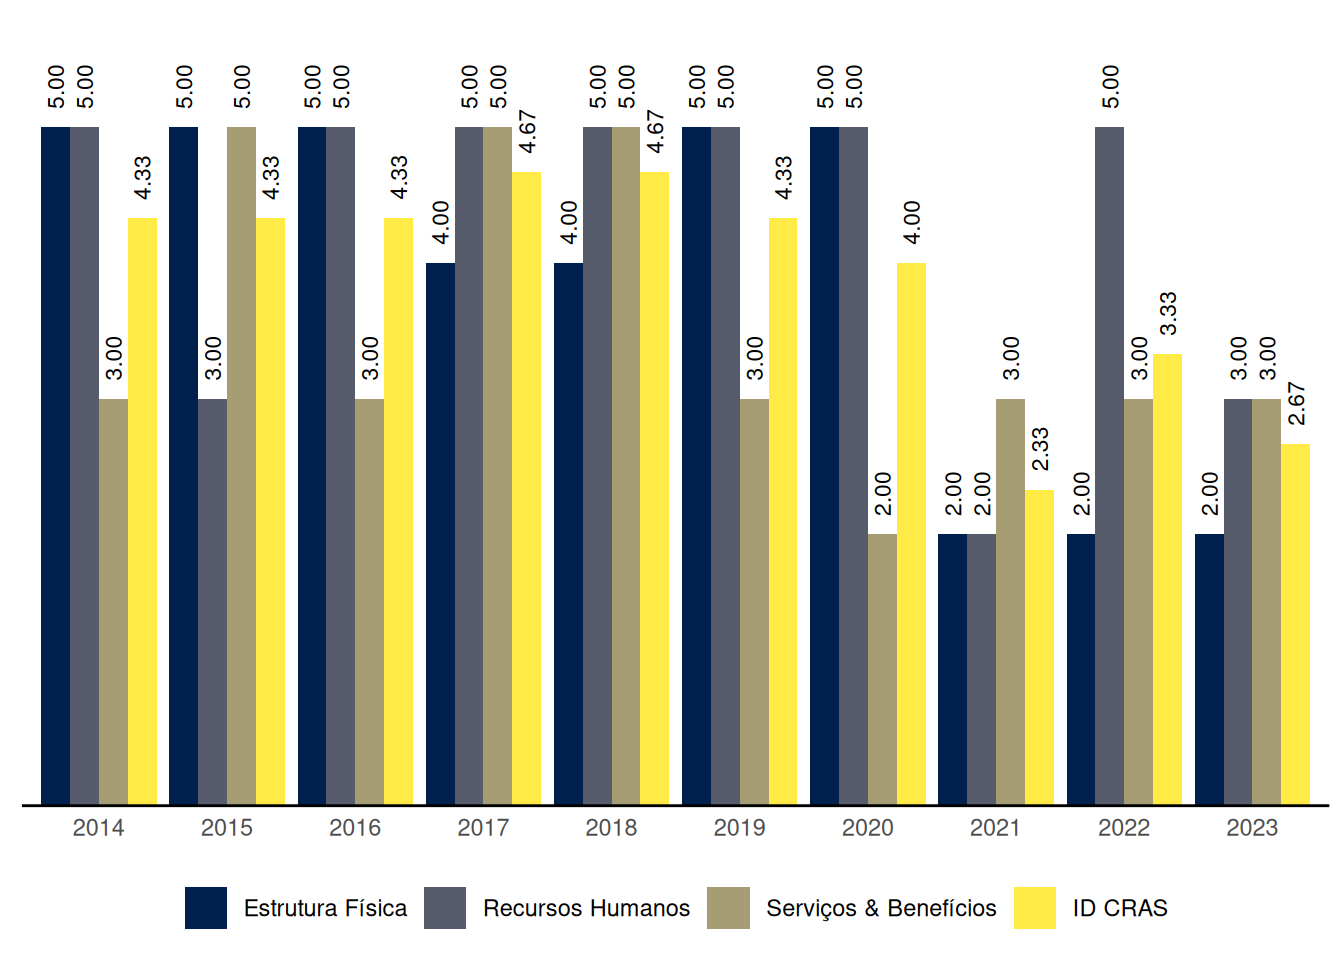 5.00 5.00 3.00 4.33 5.00 3.00 5.00 4.33 5.00 5.00 3.00 4.33 4.00 5.00 5.00 4.67 4.00 5.00 5.00 4.67 5.00 5.00 3.00 4.33 5.00 5.00 2.00 4.00 2.00 2.00 3.00 2.33 2.00 5.00 3.00 3.33 2.00 3.00 3.00 2.67
2014 2015 2016 2017 2018 2019 2020 2021 2022 2023
Estrutura Física Recursos Humanos Serviços & Benefícios ID CRAS